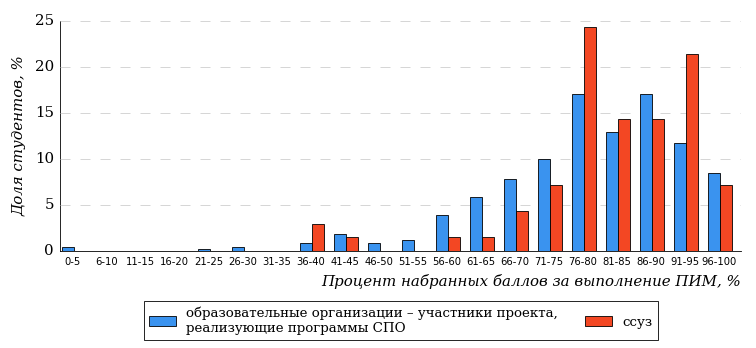 Доля студентов, %
25
20
15
10
5
0
0-5 6-10 11-15 16-20 21-25 26-30 31-35 36-40 41-45 46-50 51-55 56-60 61-65 66-70 71-75 76-80 81-85 86-90 91-95 96-100
Процент набранных баллов за выполнение ПИМ, %
образовательные организации – участники проекта,
реализующие программы СПО
ссуз